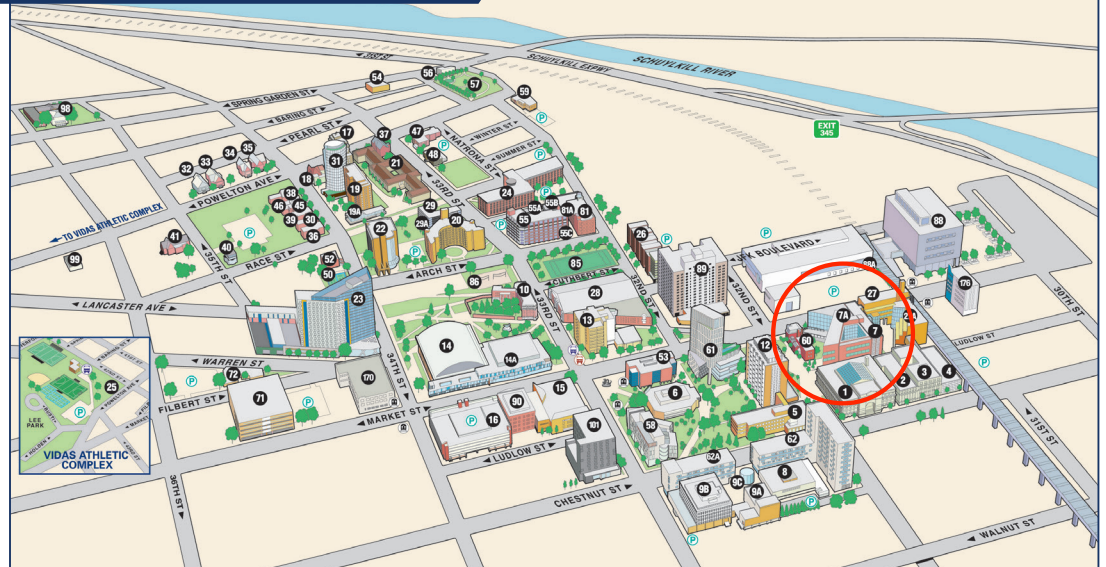 31ST ST
SCHUYLKILL EXPWY
SCHUYLKILL RIVER
56
57
54
98
SPRING GARDEN ST
59
BARING ST
P
EXIT
345
PEARL ST
17
37
47
NATRONA ST
WINTER ST
35
34
33
32
31
21
48
P
SUMMER ST
18
33RD ST
P
POWELTON AVE
19
24
P
38
46
45
19A
29
55A
55B
81A
81
88
39
30
29A
20
55
TO VIDAS ATHLETIC COMPLEX
P
36
22
P
P
55C
26
P
P
JFK BOULEVARD
41
40
35TH ST
52
99
RACE ST
50
ARCH ST
85
89
88A
CUTHBERT ST
86
32ND ST
32ND ST
176
23
10
28
P
27
30TH ST
LANCASTER AVE
33RD ST
7A
13
7
60
LUDLOW ST
14
61
12
WARREN ST
34TH ST
14A
53
P
25
P
72
170
1
2
3
4
LEE
PARK
P
FILBERT ST
71
P
MARKET ST
15
6
90
5
HOLDEN
VIDAS ATHLETIC
COMPLEX
P
16
58
101
62
31ST ST
LUDLOW ST
62A
8
36TH ST
CHESTNUT ST
9B
9C
9A
P
P
P
WALNUT ST